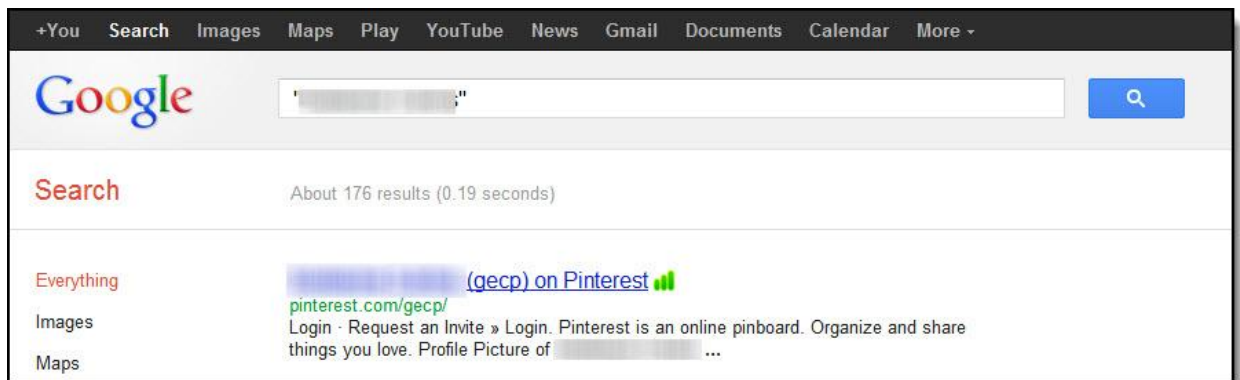 +You Search Images Maps Play YouTube News Gmail Documents Calendar More
Google
" "
Search
About 176 results (0.19 seconds)
Everything
Images
Maps
(gecp) on Pinterest
pinterest.com/gecp/
Login · Request an Invite » Login. Pinterest is an online pinboard. Organize and share
things you love. Profile Picture of ...